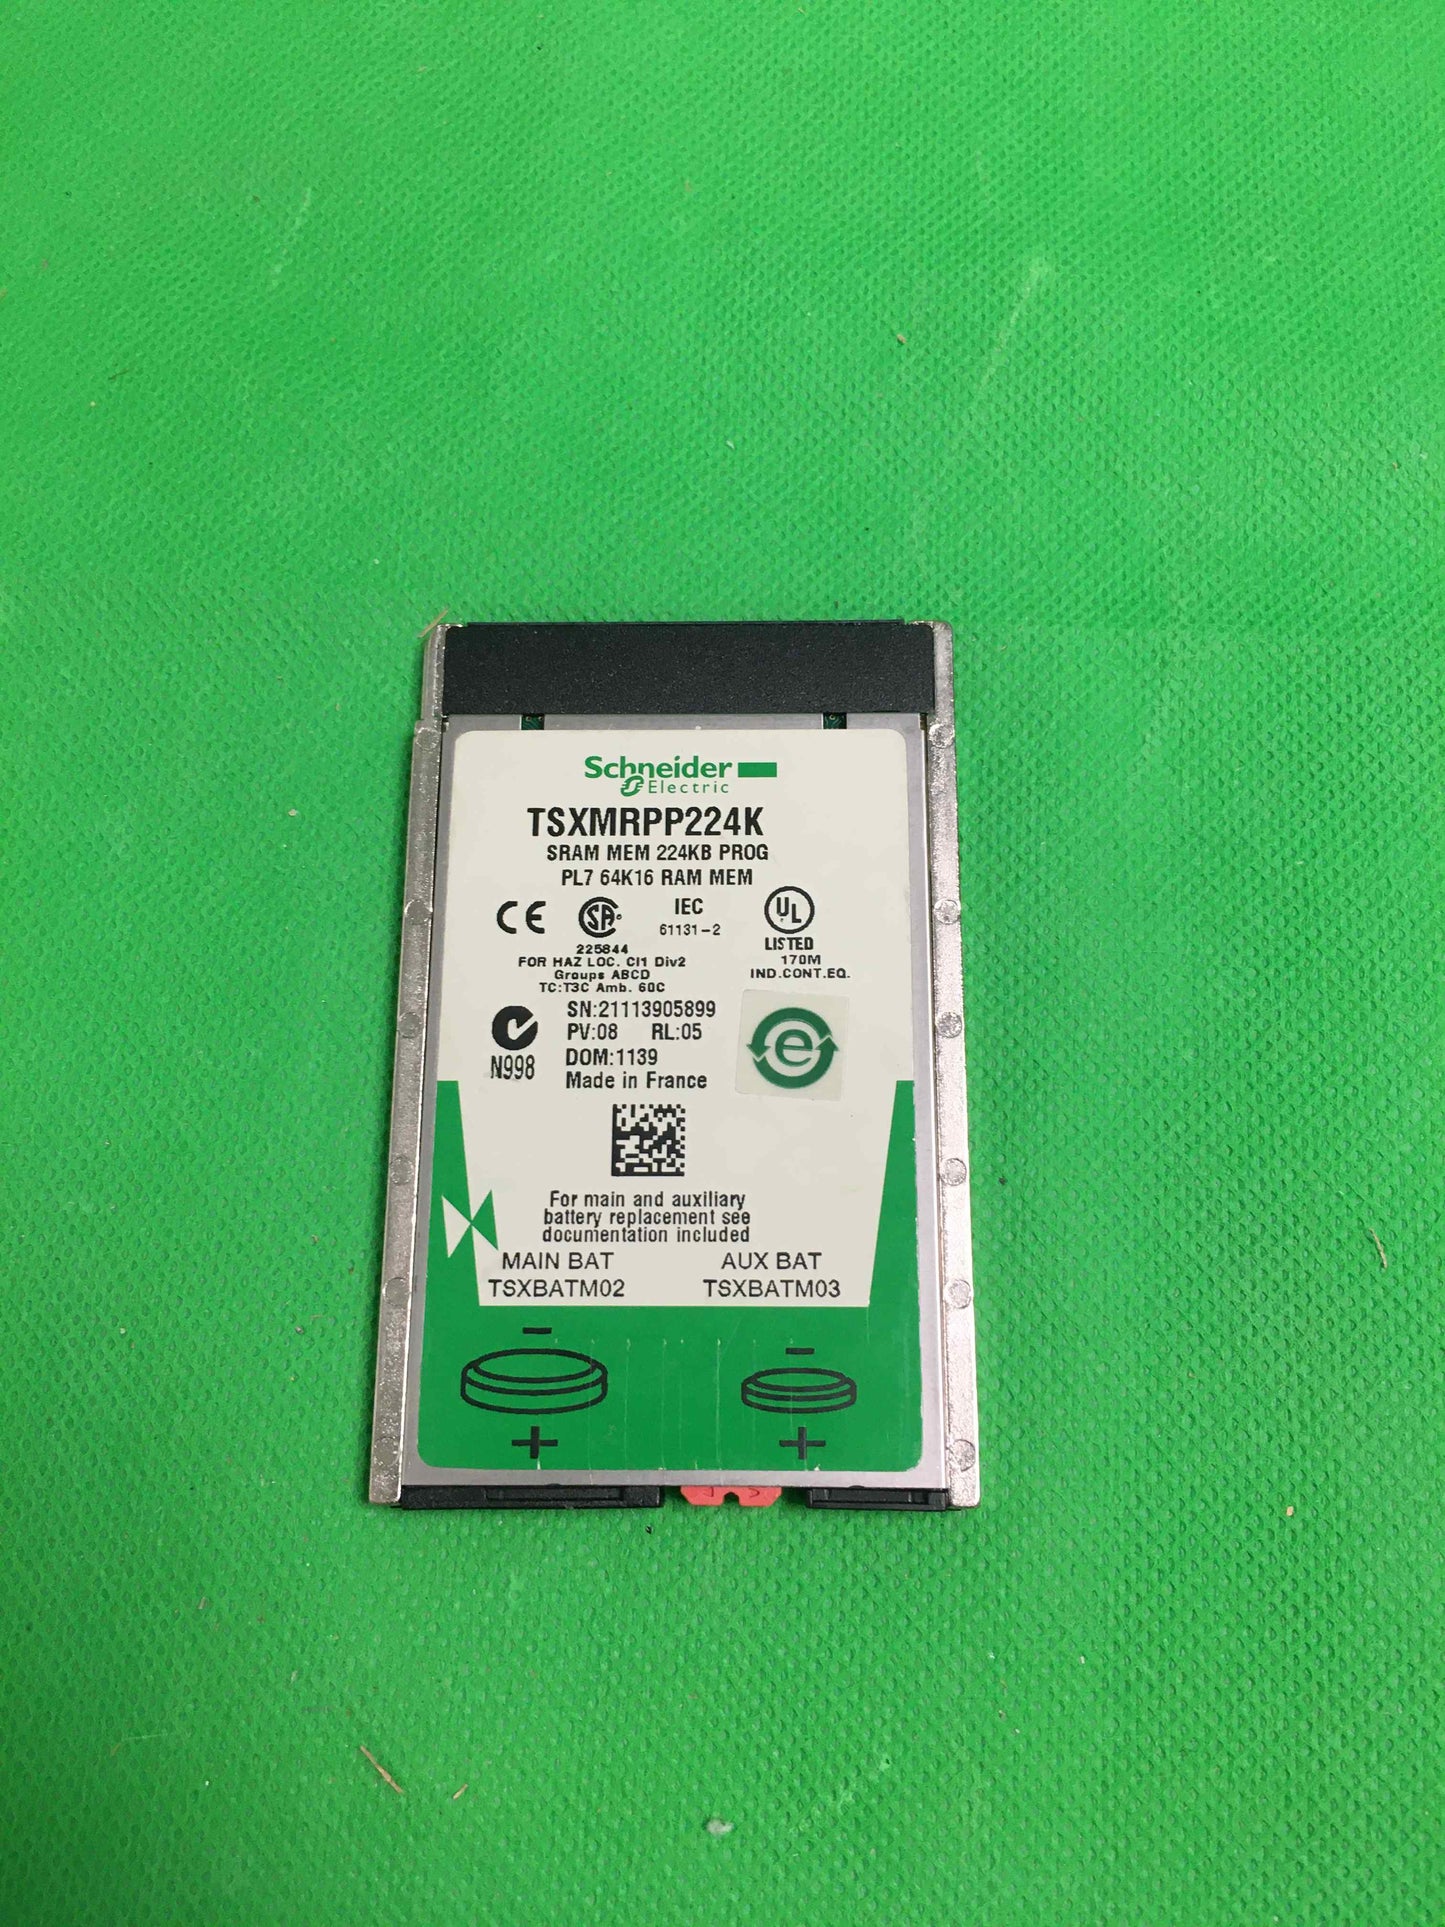 Schneider
Electric
TSXMRPP224K
SRAM MEM 224KB PROG
PL7 64K16 RAM MEM
CE
SA
IEC
61131-2
UL
LISTED
170M
IND.CONT.EQ.
225844
FOR HAZ LOC. Cl1 Div2
Groups ABCD
TC:T3C Amb. 60C
SN:21113905899
PV:08 RL:05
DOM:1139
Made in France
N998
e
For main and auxiliary
battery replacement see
documentation included
MAIN BAT AUX BAT
TSXBATM02 TSXBATM03
- -
+ +